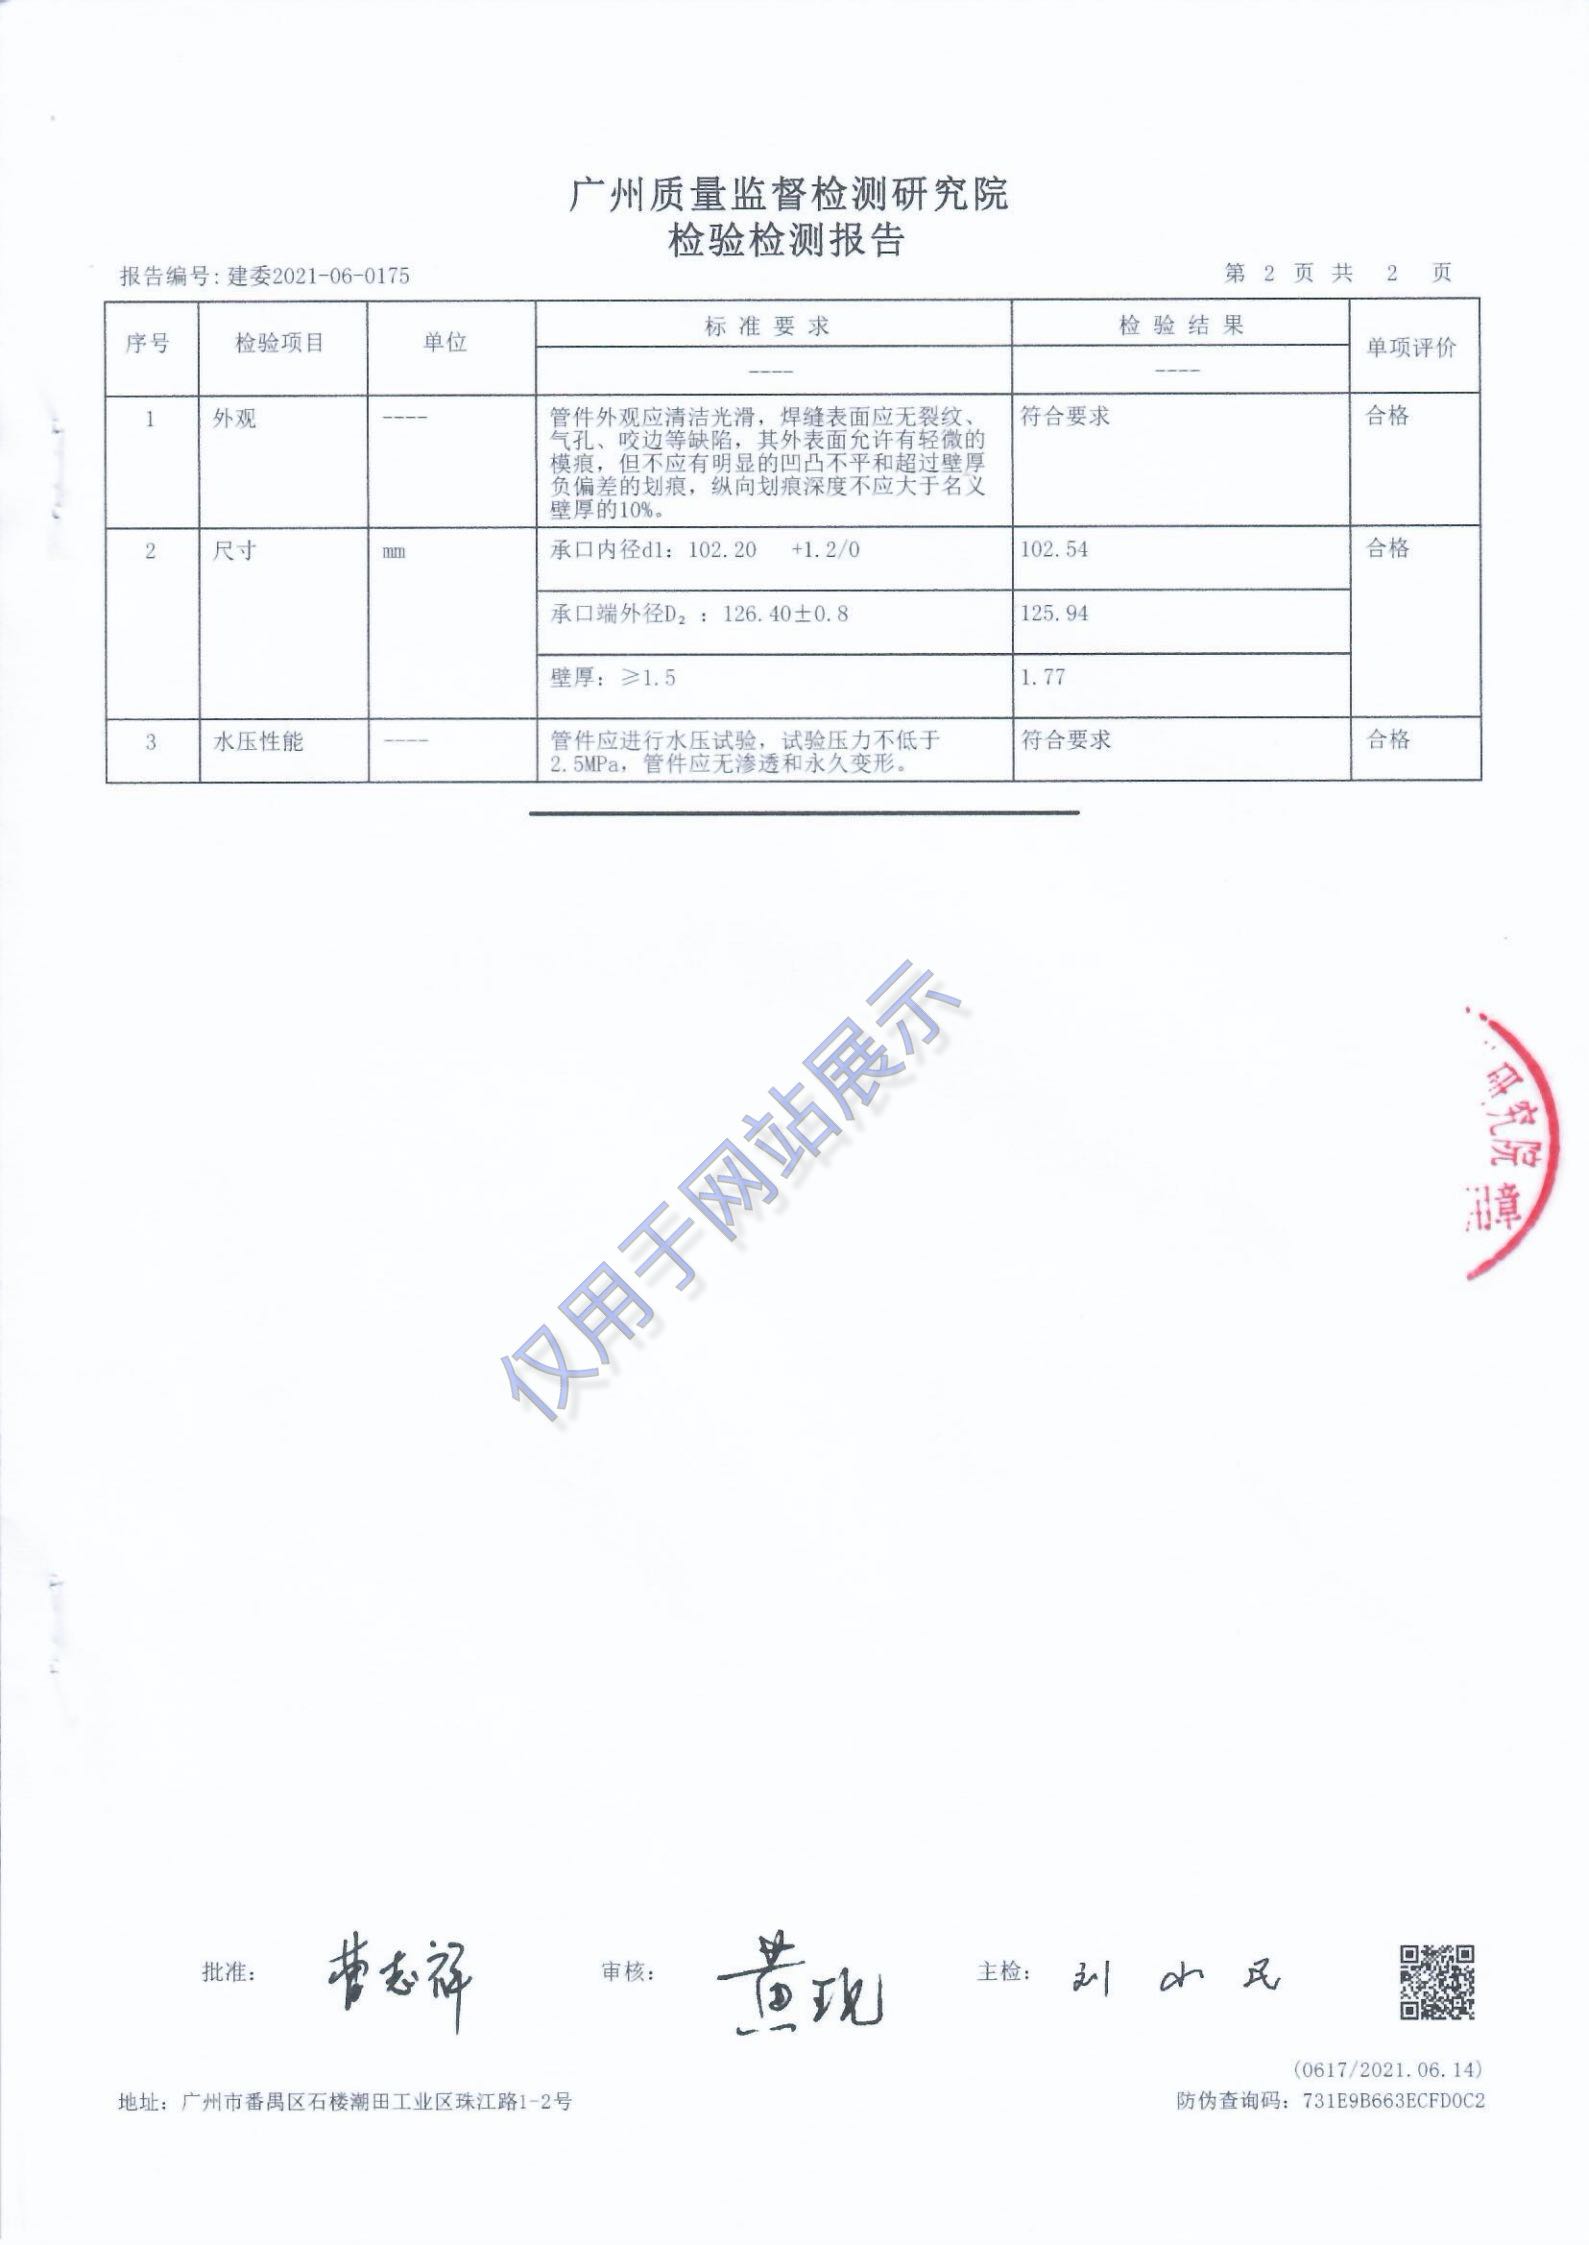 广州质量监督检测研究院
检验检测报告
报告编号: 建委2021-06-0175
第 2 页 共 2 页
序号 检验项目 单位 标 准 要 求 检 验 结 果 单项评价
---- ----
1 外观 ---- 管件外观应清洁光滑，焊缝表面应无裂纹、 符合要求 合格
气孔、咬边等缺陷，其外表面允许有轻微的
模痕，但不应有明显的凹凸不平和超过壁厚
负偏差的划痕，纵向划痕深度不应大于名义
壁厚的10%。
2 尺寸 mm 承口内径d1：102.20 +1.2/0 102.54 合格
承口端外径D₂ ：126.40±0.8 125.94
壁厚：≥1.5 1.77
3 水压性能 ---- 管件应进行水压试验，试验压力不低于 符合要求 合格
2.5MPa，管件应无渗透和永久变形。
仅用于网站展示
研究院
章
批准： 曹志祥 审核： 黄现 主检： 刘小民
(0617/2021.06.14)
地址：广州市番禺区石楼潮田工业区珠江路1-2号
防伪查询码：731E9B663ECFD0C2